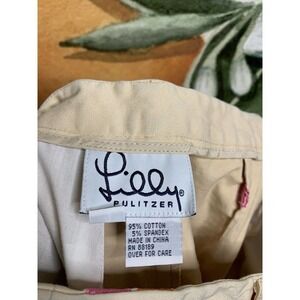 Lilly®
PULITZER
95% COTTON
5% SPANDEX
MADE IN CHINA
RN 88189
OVER FOR CARE